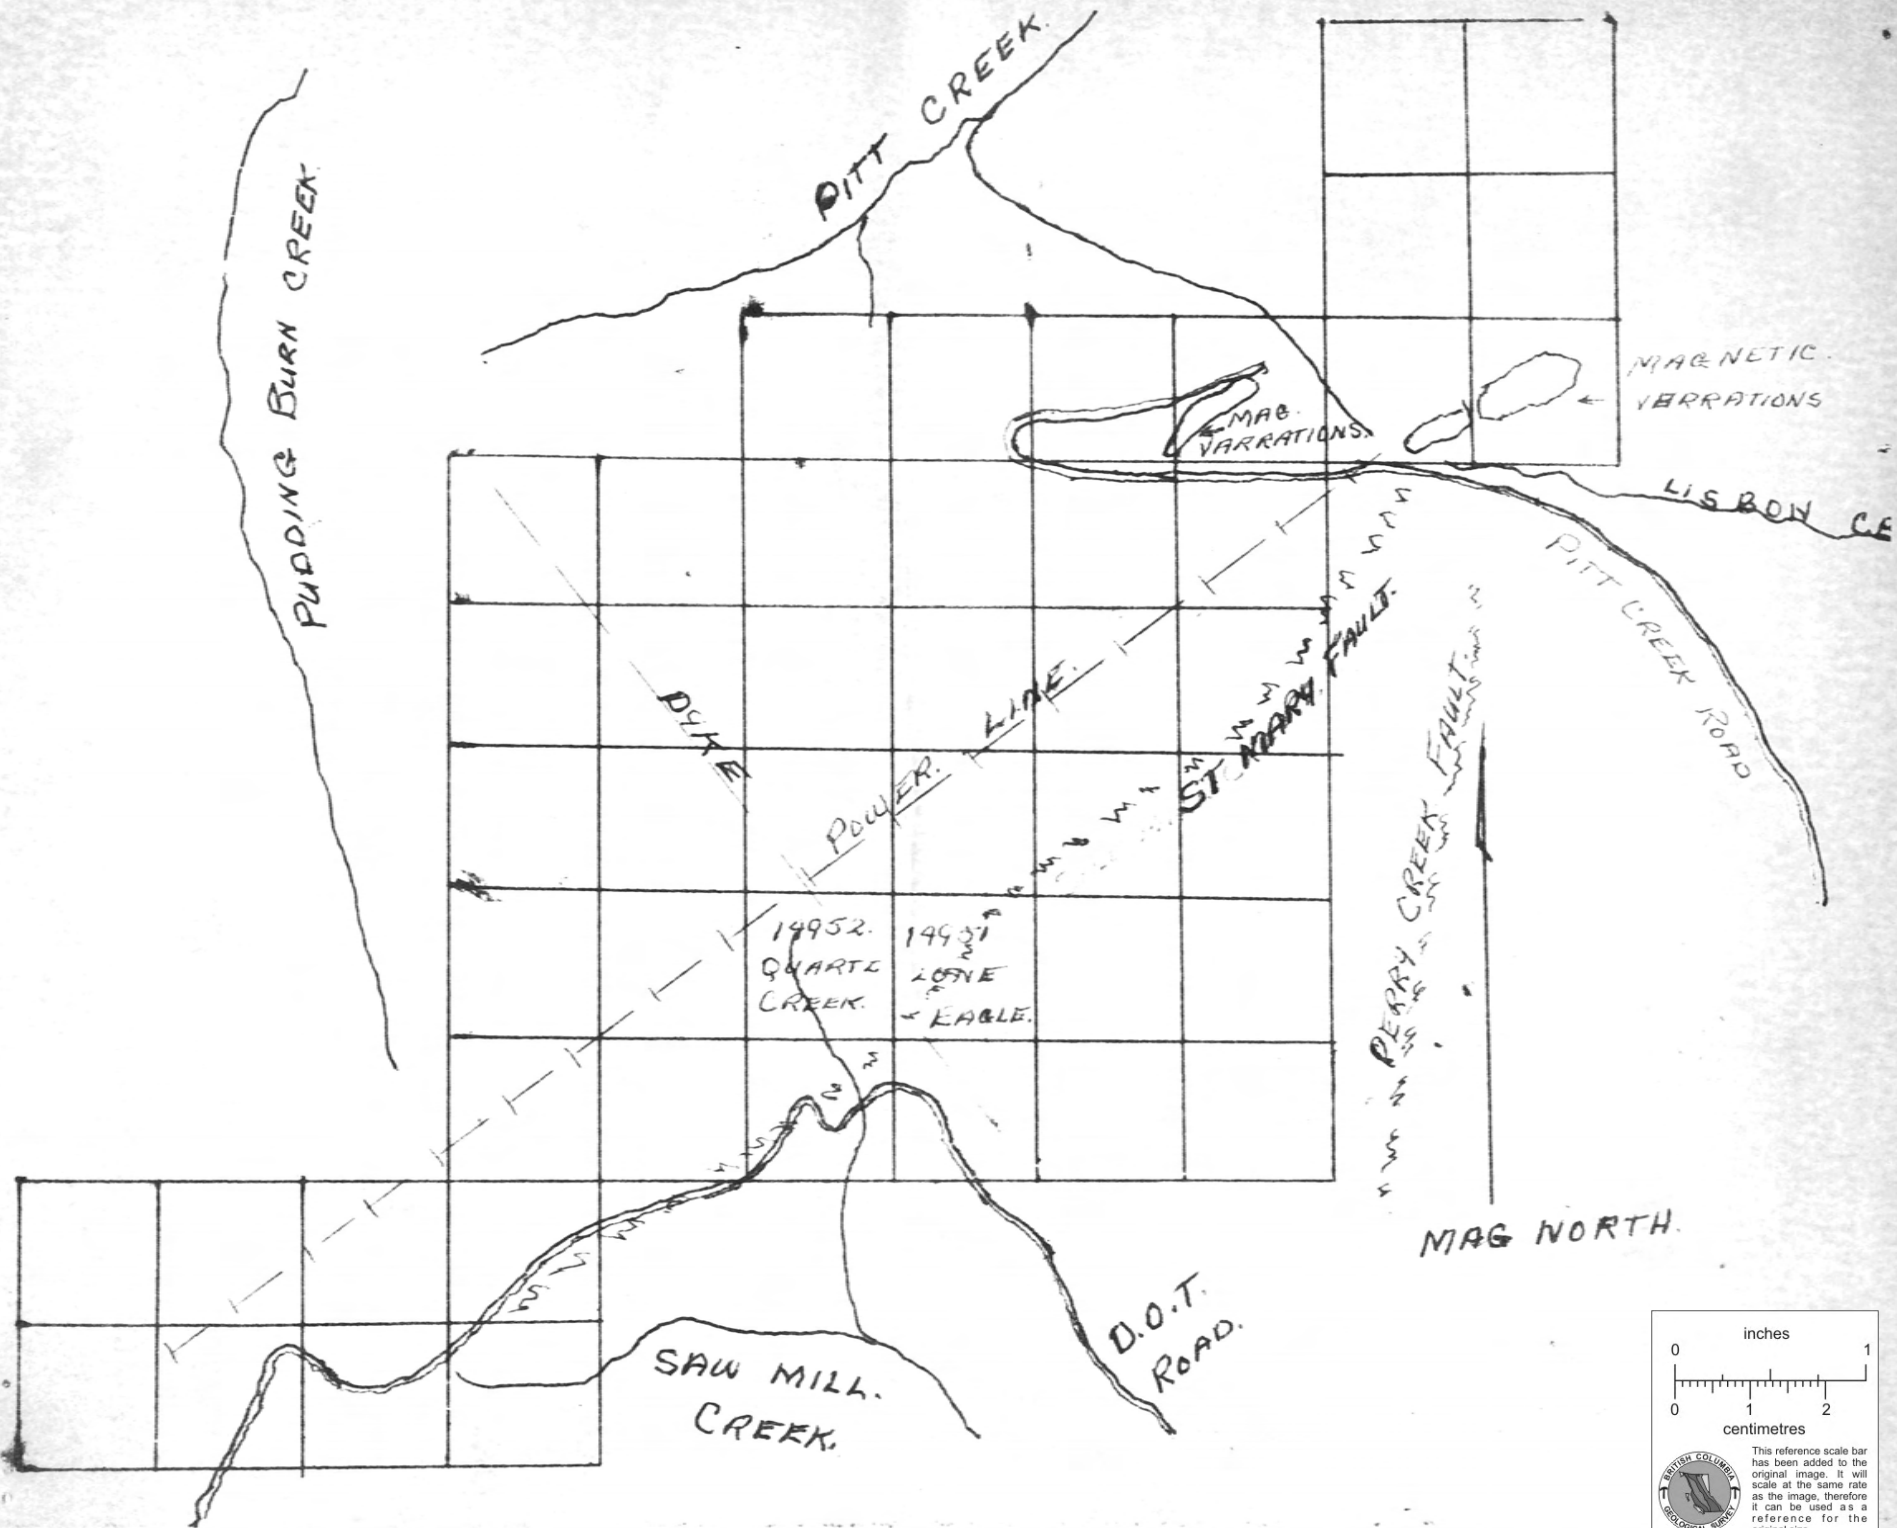 PITT CREEK.
PUDDING BURN CREEK.
MAGNETIC.
VERRATIONS
MAG.
VARRATIONS.
LISBON CE
PITT CREEK ROAD
DYKE
POWER. LINE.
ST MARY. FAULT.
PERRY CREEK FAULT.
14952.
QUARTZ
CREEK.
LONE
EAGLE.
MAG NORTH.
D.O.T.
ROAD.
SAW MILL.
CREEK.
inches
0 1
0 1 2
centimetres
This reference scale bar
has been added to the
original image. It will
scale at the same rate
as the image, therefore
it can be used as a
reference for the
BRITISH COLUMBIA
GEOLOGICAL SURVEY